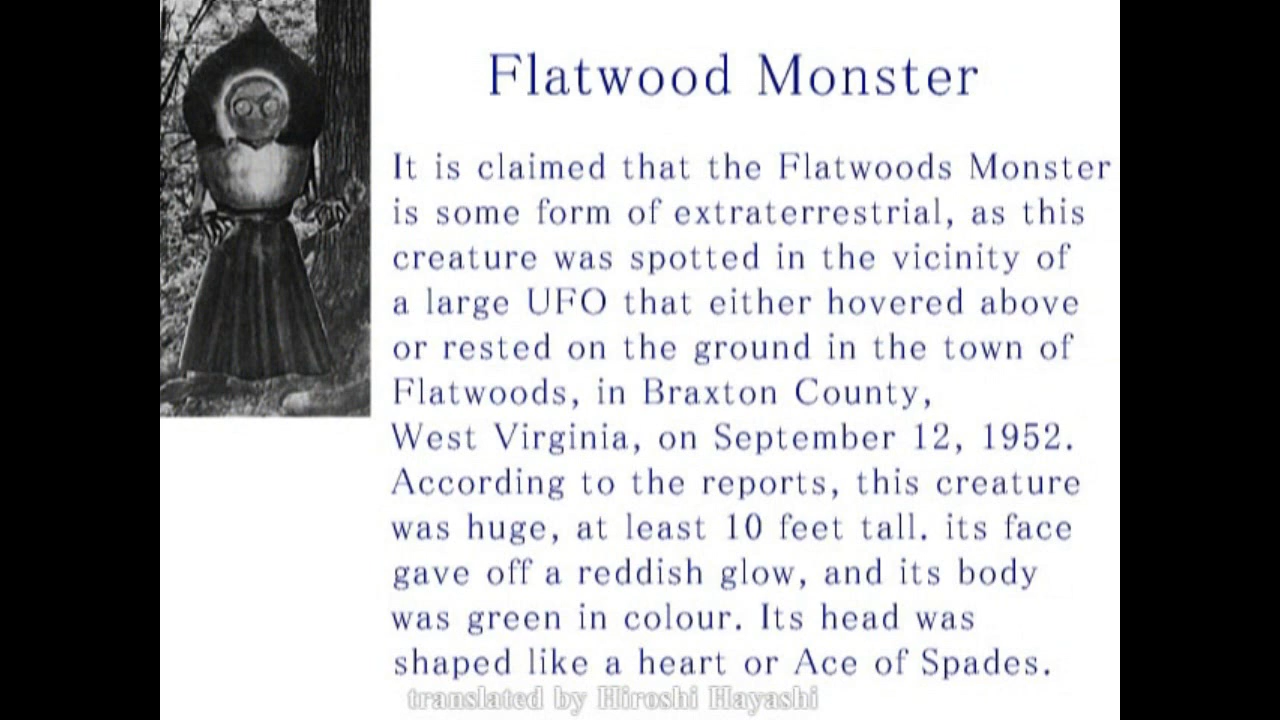 Flatwood Monster
It is claimed that the Flatwoods Monster
is some form of extraterrestrial, as this
creature was spotted in the vicinity of
a large UFO that either hovered above
or rested on the ground in the town of
Flatwoods, in Braxton County,
West Virginia, on September 12, 1952.
According to the reports, this creature
was huge, at least 10 feet tall. its face
gave off a reddish glow, and its body
was green in colour. Its head was
shaped like a heart or Ace of Spades.
translated by Hiroshi Hayashi